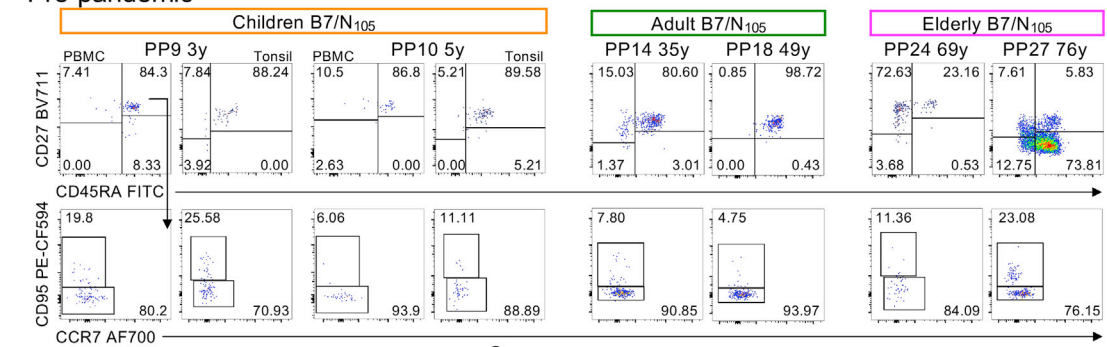 Children B7/N105
Adult B7/N105
Elderly B7/N105
PBMC PP9 3y Tonsil
PBMC PP10 5y Tonsil
PP14 35y
PP18 49y
PP24 69y
PP27 76y
CD27 BV711
7.41 84.3
0.00 8.33
7.84 88.24
3.92 0.00
10.5 86.8
2.63 0.00
5.21 89.58
0.00 5.21
15.03 80.60
1.37 3.01
0.85 98.72
0.00 0.43
72.63 23.16
3.68 0.53
7.61 5.83
12.75 73.81
CD45RA FITC
CD95 PE-CF594
19.8
80.2
25.58
70.93
6.06
93.9
11.11
88.89
7.80
90.85
4.75
93.97
11.36
84.09
23.08
76.15
CCR7 AF700